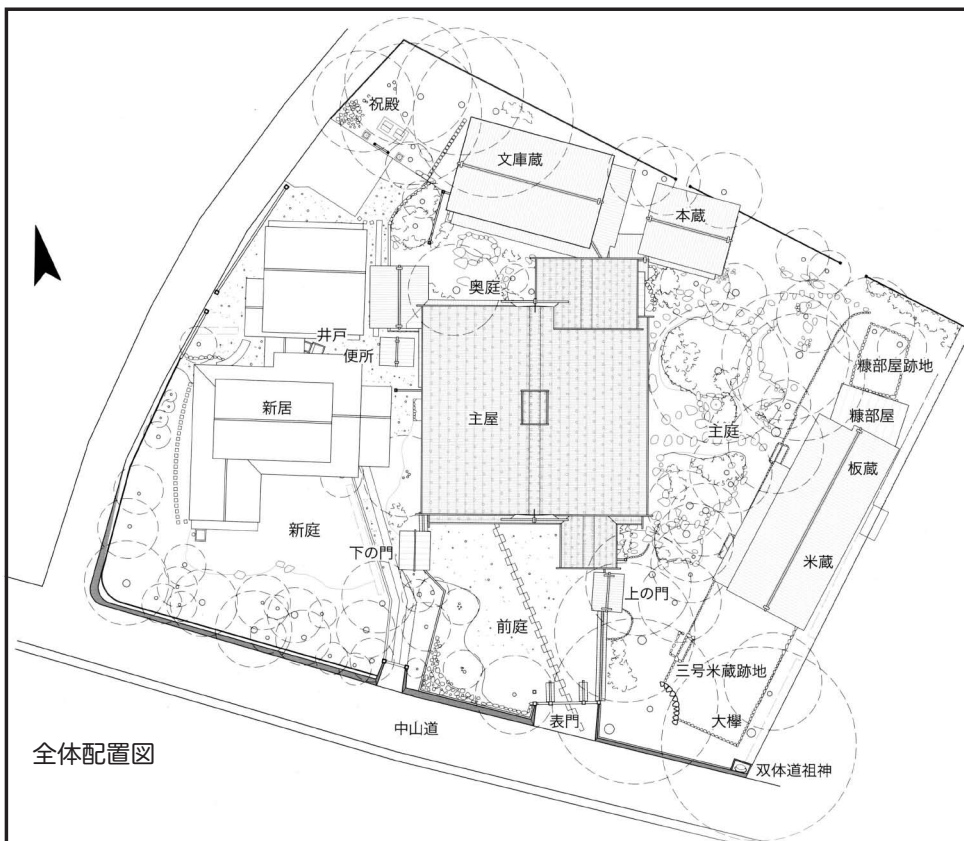 祝殿
文庫蔵
本蔵
奥庭
井戸
便所
糠部屋跡地
新居
主屋
主庭
糠部屋
板蔵
米蔵
新庭
下の門
上の門
前庭
三号米蔵跡地
大欅
表門
中山道
双体道祖神
全体配置図